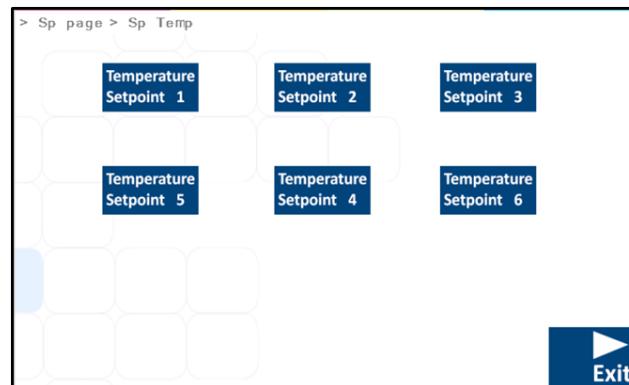 > Sp page > Sp Temp
Temperature
Setpoint 1
Temperature
Setpoint 2
Temperature
Setpoint 3
Temperature
Setpoint 5
Temperature
Setpoint 4
Temperature
Setpoint 6
Exit